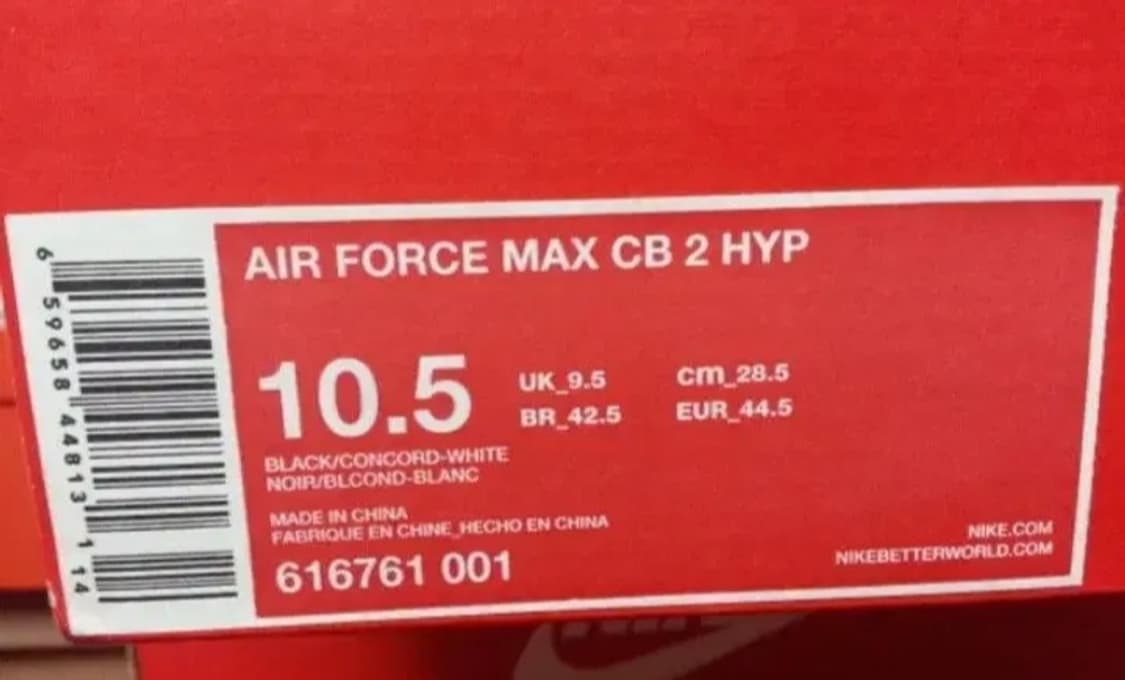 AIR FORCE MAX CB 2 HYP
10.5
UK_9.5 cm_28.5
BR_42.5 EUR_44.5
BLACK/CONCORD-WHITE
NOIR/BLCOND-BLANC
MADE IN CHINA
FABRIQUE EN CHINE_HECHO EN CHINA
616761 001
NIKE.COM
NIKEBETTERWORLD.COM
6 59658 44813 1 14